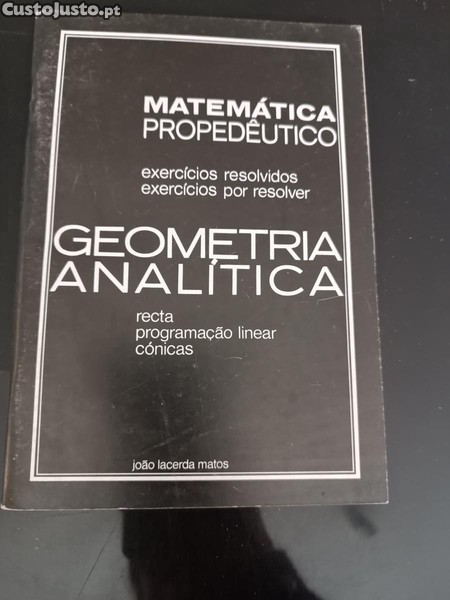 CustoJusto.pt
MATEMÁTICA
PROPEDÊUTICO
exercícios resolvidos
exercícios por resolver
GEOMETRIA
ANALÍTICA
recta
programação linear
cónicas
joão lacerda matos